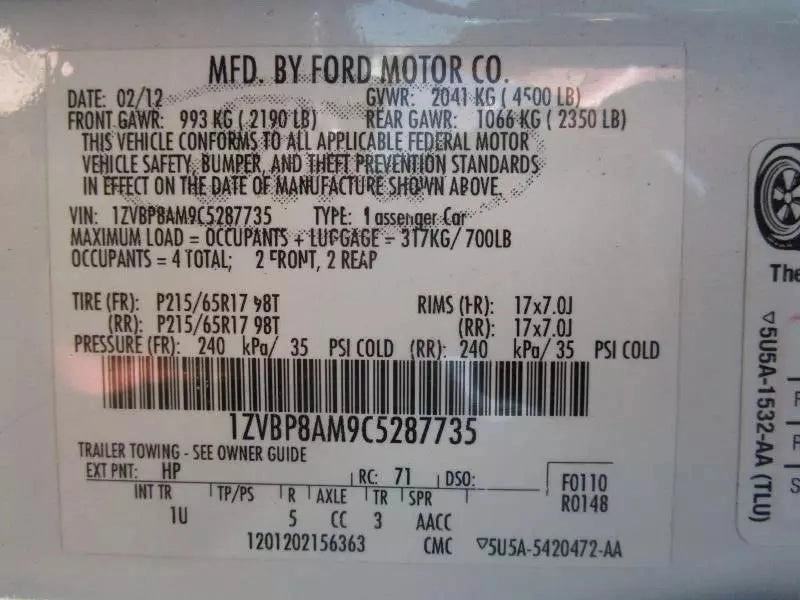 MFD. BY FORD MOTOR CO.
DATE: 02/12 GVWR: 2041 KG ( 4500 LB)
FRONT GAWR: 993 KG ( 2190 LB) REAR GAWR: 1066 KG ( 2350 LB)
THIS VEHICLE CONFORMS TO ALL APPLICABLE FEDERAL MOTOR
VEHICLE SAFETY, BUMPER, AND THEFT PREVENTION STANDARDS
IN EFFECT ON THE DATE OF MANUFACTURE SHOWN ABOVE.
VIN: 1ZVBP8AM9C5287735 TYPE: Passenger Car
MAXIMUM LOAD = OCCUPANTS + LUGGAGE = 317KG/ 700LB
OCCUPANTS = 4 TOTAL; 2 FRONT, 2 REAR
TIRE (FR): P215/65R17 98T RIMS (FR): 17x7.0J
(RR): P215/65R17 98T (RR): 17x7.0J
PRESSURE (FR): 240 kPa/ 35 PSI COLD (RR): 240 kPa/ 35 PSI COLD
1ZVBP8AM9C5287735
TRAILER TOWING - SEE OWNER GUIDE
EXT PNT: HP RC: 71 DSO: F0110
R0148
INT TR TP/PS R AXLE TR SPR
1U 5 CC 3 AACC
1201202156363 CMC ▽5U5A-5420472-AA
The
▽5U5A-1532-AA (TLU)